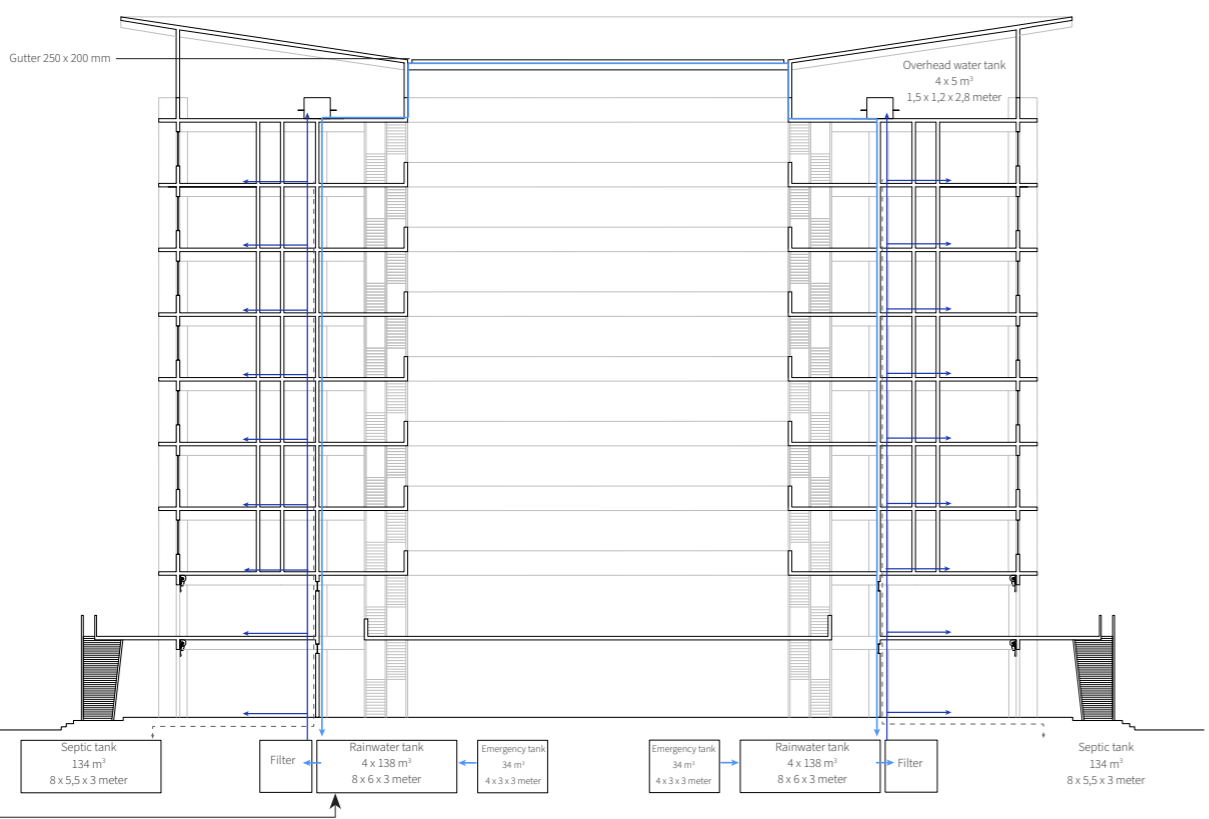 Gutter 250 x 200 mm
Overhead water tank
4 x 5 m³
1,5 x 1,2 x 2,8 meter
Septic tank
134 m³
8 x 5,5 x 3 meter
Filter
Rainwater tank
4 x 138 m³
8 x 6 x 3 meter
Emergency tank
34 m³
4 x 3 x 3 meter
Emergency tank
34 m³
4 x 3 x 3 meter
Rainwater tank
4 x 138 m³
8 x 6 x 3 meter
Filter
Septic tank
134 m³
8 x 5,5 x 3 meter